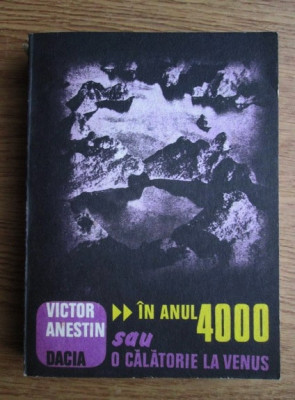 VICTOR
ANESTIN
DACIA
ÎN ANUL 4000
sau
O CĂLĂTORIE LA VENUS